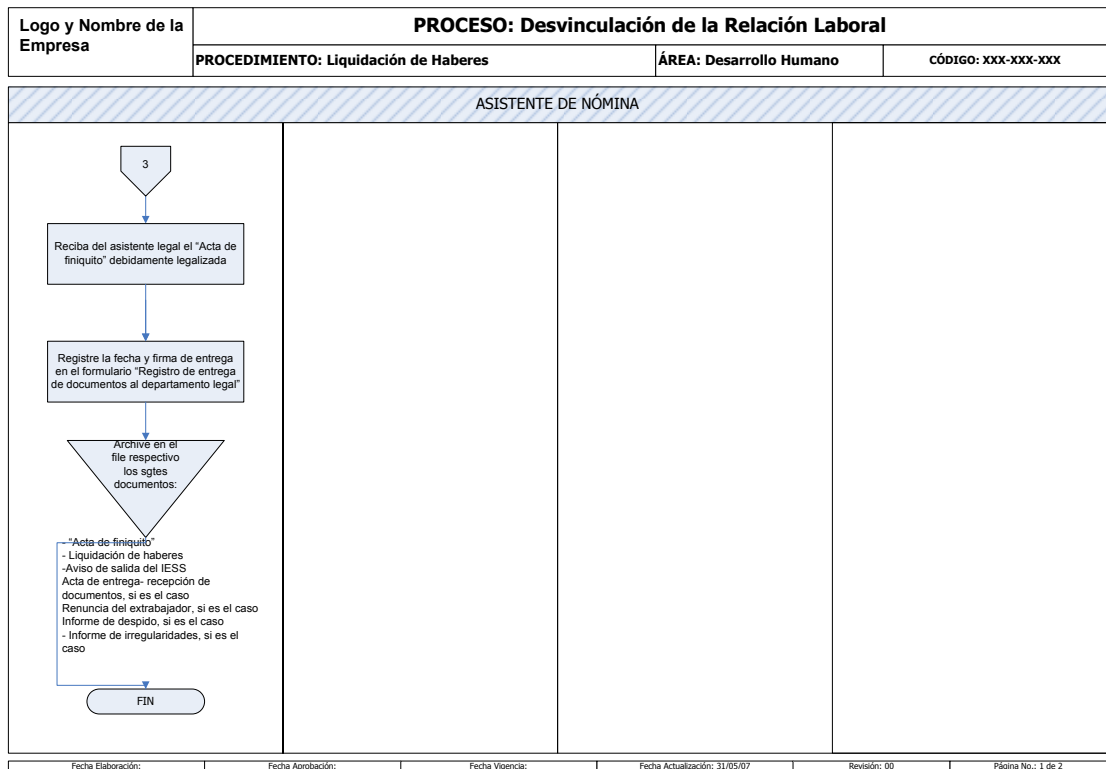 Logo y Nombre de la
Empresa
PROCESO: Desvinculación de la Relación Laboral
PROCEDIMIENTO: Liquidación de Haberes
ÁREA: Desarrollo Humano
CÓDIGO: XXX-XXX-XXX
ASISTENTE DE NÓMINA
3
Reciba del asistente legal el “Acta de
finiquito” debidamente legalizada
Registre la fecha y firma de entrega
en el formulario “Registro de entrega
de documentos al departamento legal”
Archive en el
file respectivo
los sgtes
documentos:
- “Acta de finiquito”
- Liquidación de haberes
-Aviso de salida del IESS
Acta de entrega- recepción de
documentos, si es el caso
Renuncia del extrabajador, si es el caso
Informe de despido, si es el caso
- Informe de irregularidades, si es el
caso
FIN
Fecha Elaboración:
Fecha Aprobación:
Fecha Vigencia:
Fecha Actualización: 31/05/07
Revisión: 00
Página No.: 1 de 2